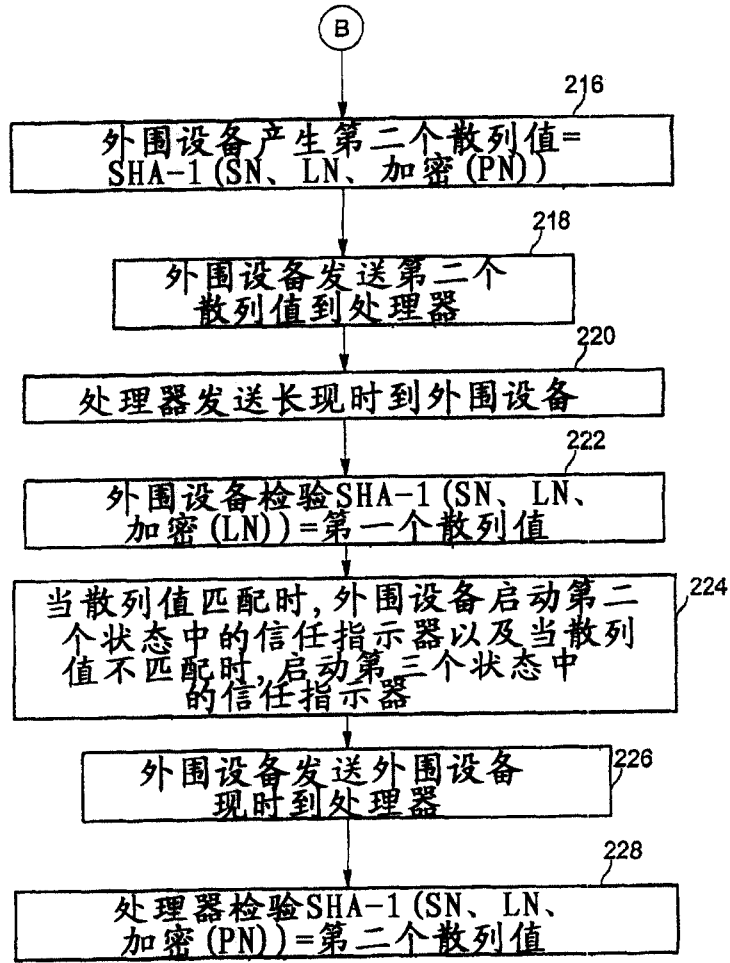 B
216
外围设备产生第二个散列值=
SHA-1(SN、LN、加密(PN))
218
外围设备发送第二个
散列值到处理器
220
处理器发送长现时到外围设备
222
外围设备检验SHA-1(SN、LN、
加密(LN))=第一个散列值
224
当散列值匹配时,外围设备启动第二
个状态中的信任指示器以及当散列
值不匹配时,启动第三个状态中
的信任指示器
226
外围设备发送外围设备
现时到处理器
228
处理器检验SHA-1(SN、LN、
加密(PN))=第二个散列值